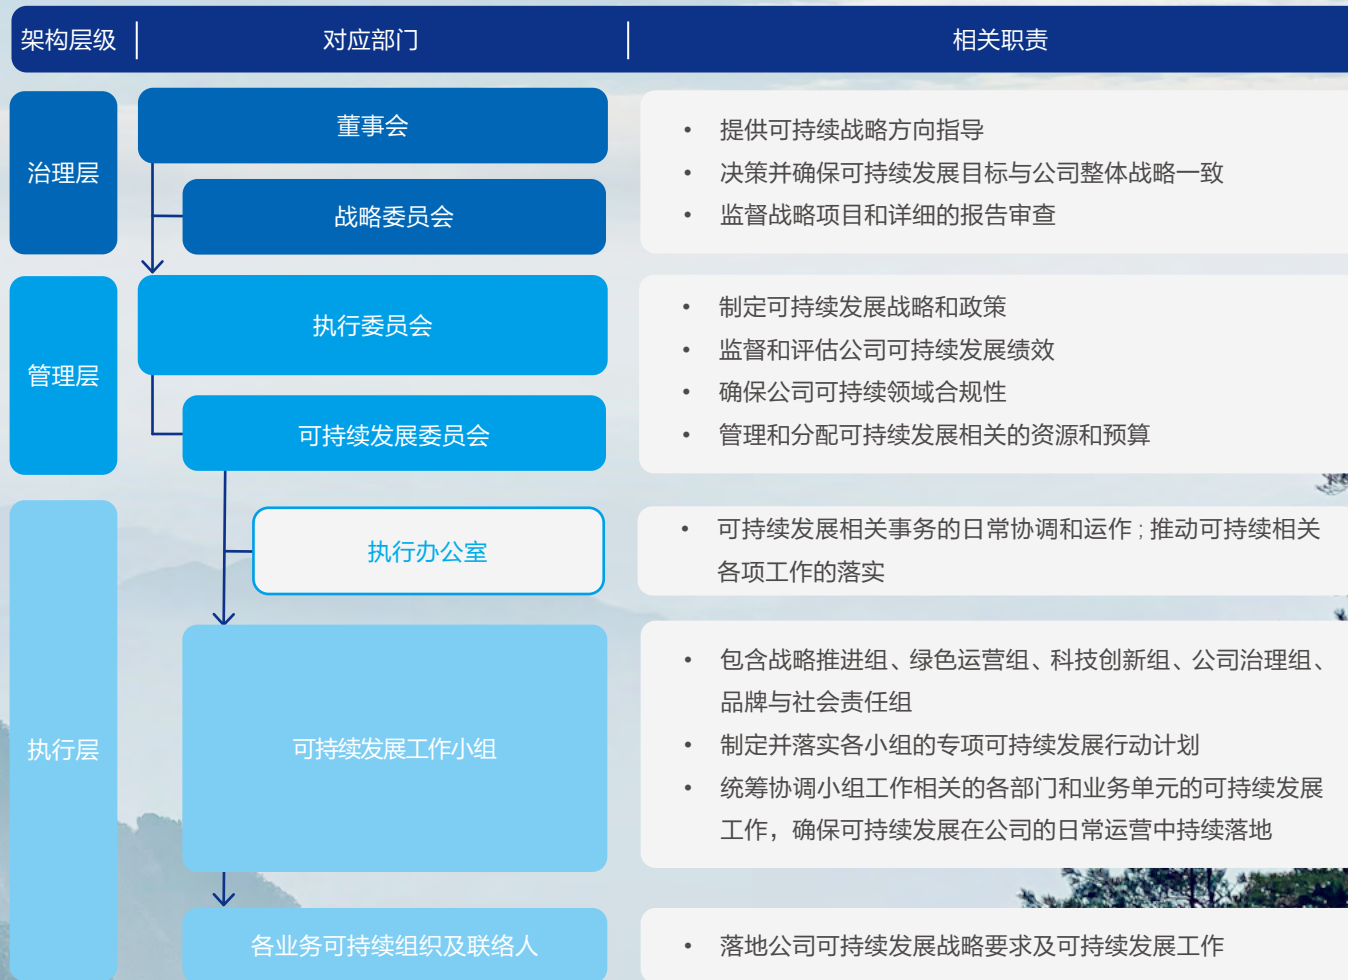 架构层级 对应部门 相关职责
治理层
董事会
战略委员会
• 提供可持续战略方向指导
• 决策并确保可持续发展目标与公司整体战略一致
• 监督战略项目和详细的报告审查
管理层
执行委员会
可持续发展委员会
• 制定可持续发展战略和政策
• 监督和评估公司可持续发展绩效
• 确保公司可持续领域合规性
• 管理和分配可持续发展相关的资源和预算
执行层
执行办公室
• 可持续发展相关事务的日常协调和运作;推动可持续相关
各项工作的落实
可持续发展工作小组
• 包含战略推进组、绿色运营组、科技创新组、公司治理组、
品牌与社会责任组
• 制定并落实各小组的专项可持续发展行动计划
• 统筹协调小组工作相关的各部门和业务单元的可持续发展
工作，确保可持续发展在公司的日常运营中持续落地
各业务可持续组织及联络人
• 落地公司可持续发展战略要求及可持续发展工作